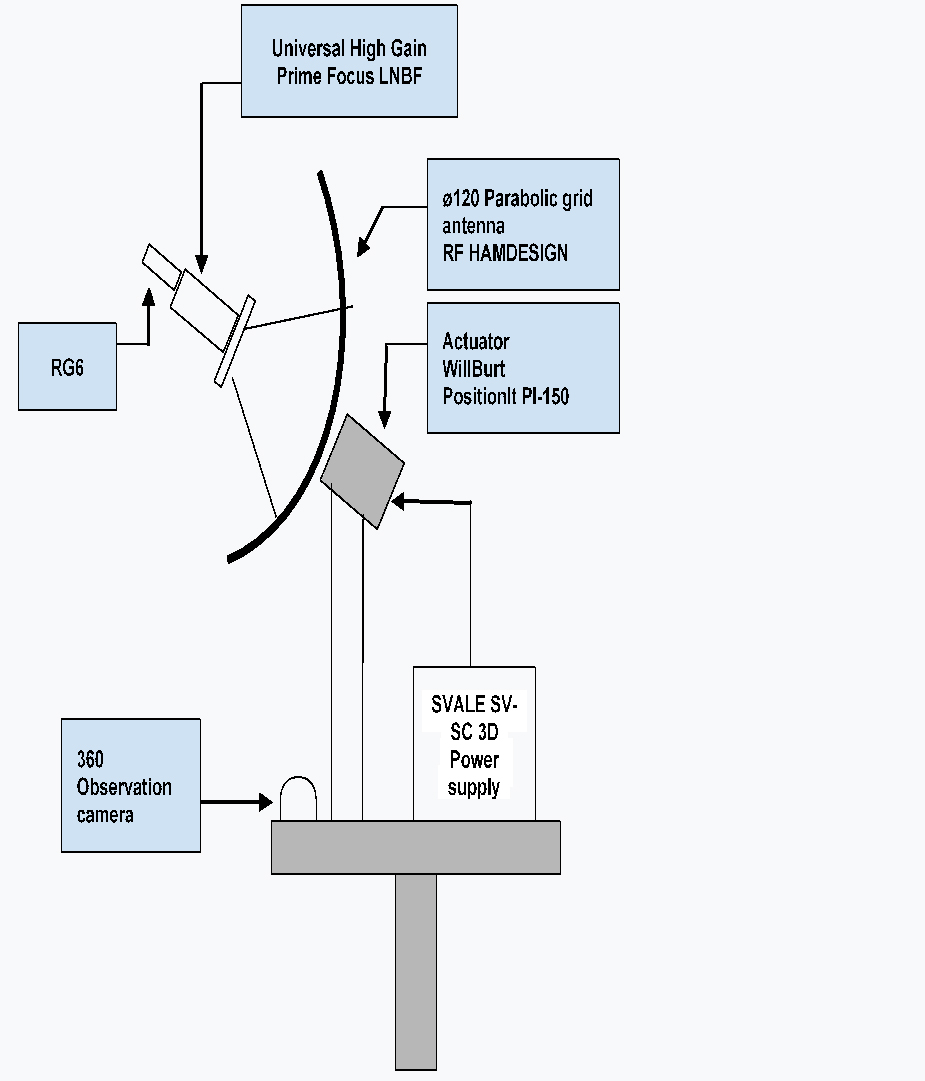 Universal High Gain
Prime Focus LNBF
ø120 Parabolic grid
antenna
RF HAMDESIGN
RG6
Actuator
WillBurt
PositionIt PI-150
SVALE SV-
SC 3D
Power
supply
360
Observation
camera